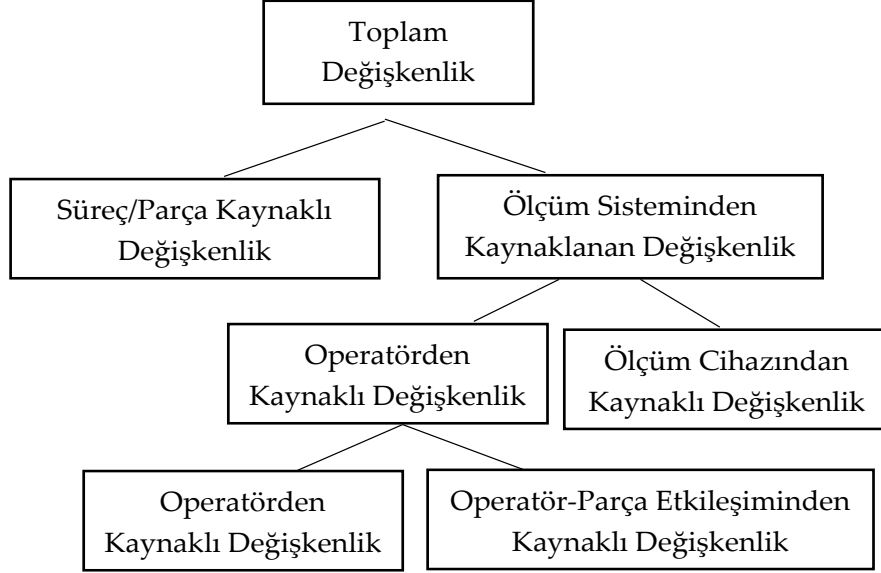 Toplam
Değişkenlik
Süreç/Parça Kaynaklı
Değişkenlik
Ölçüm Sisteminden
Kaynaklanan Değişkenlik
Operatörden
Kaynaklı Değişkenlik
Ölçüm Cihazından
Kaynaklı Değişkenlik
Operatörden
Kaynaklı Değişkenlik
Operatör-Parça Etkileşiminden
Kaynaklı Değişkenlik